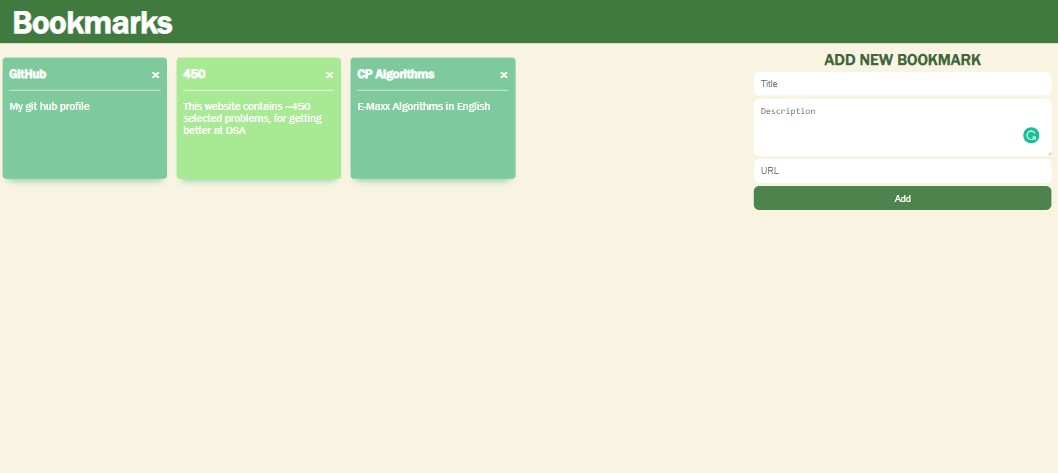 Bookmarks
GitHub ×
My git hub profile
450 ×
This website contains ~450
selected problems, for getting
better at DSA
CP Algorithms ×
E-Maxx Algorithms in English
ADD NEW BOOKMARK
Title
Description
URL
Add